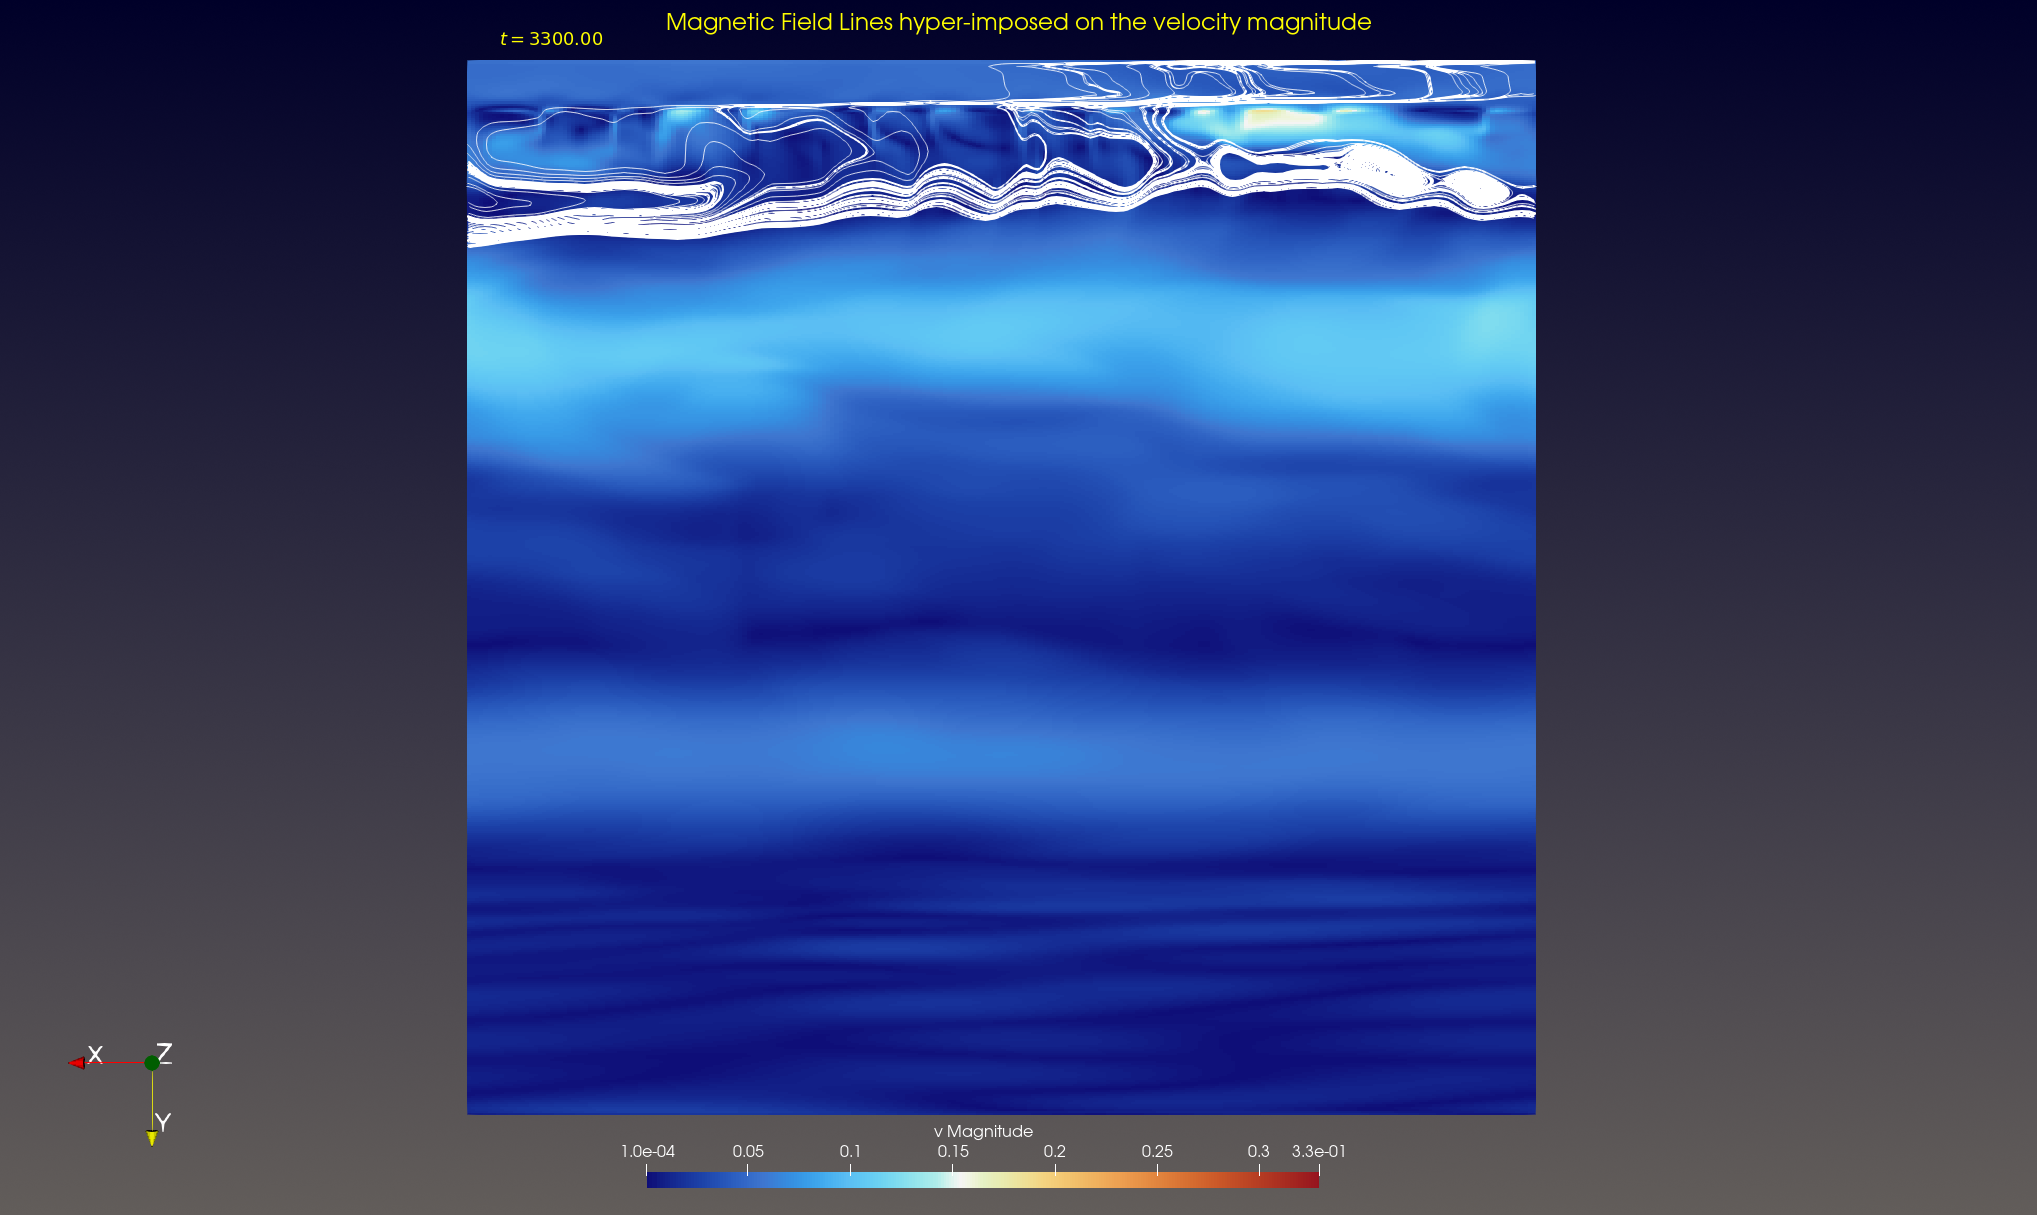 Magnetic Field Lines hyper-imposed on the velocity magnitude
t = 3300.00
X Z
Y
v Magnitude
1.0e-04 0.05 0.1 0.15 0.2 0.25 0.3 3.3e-01